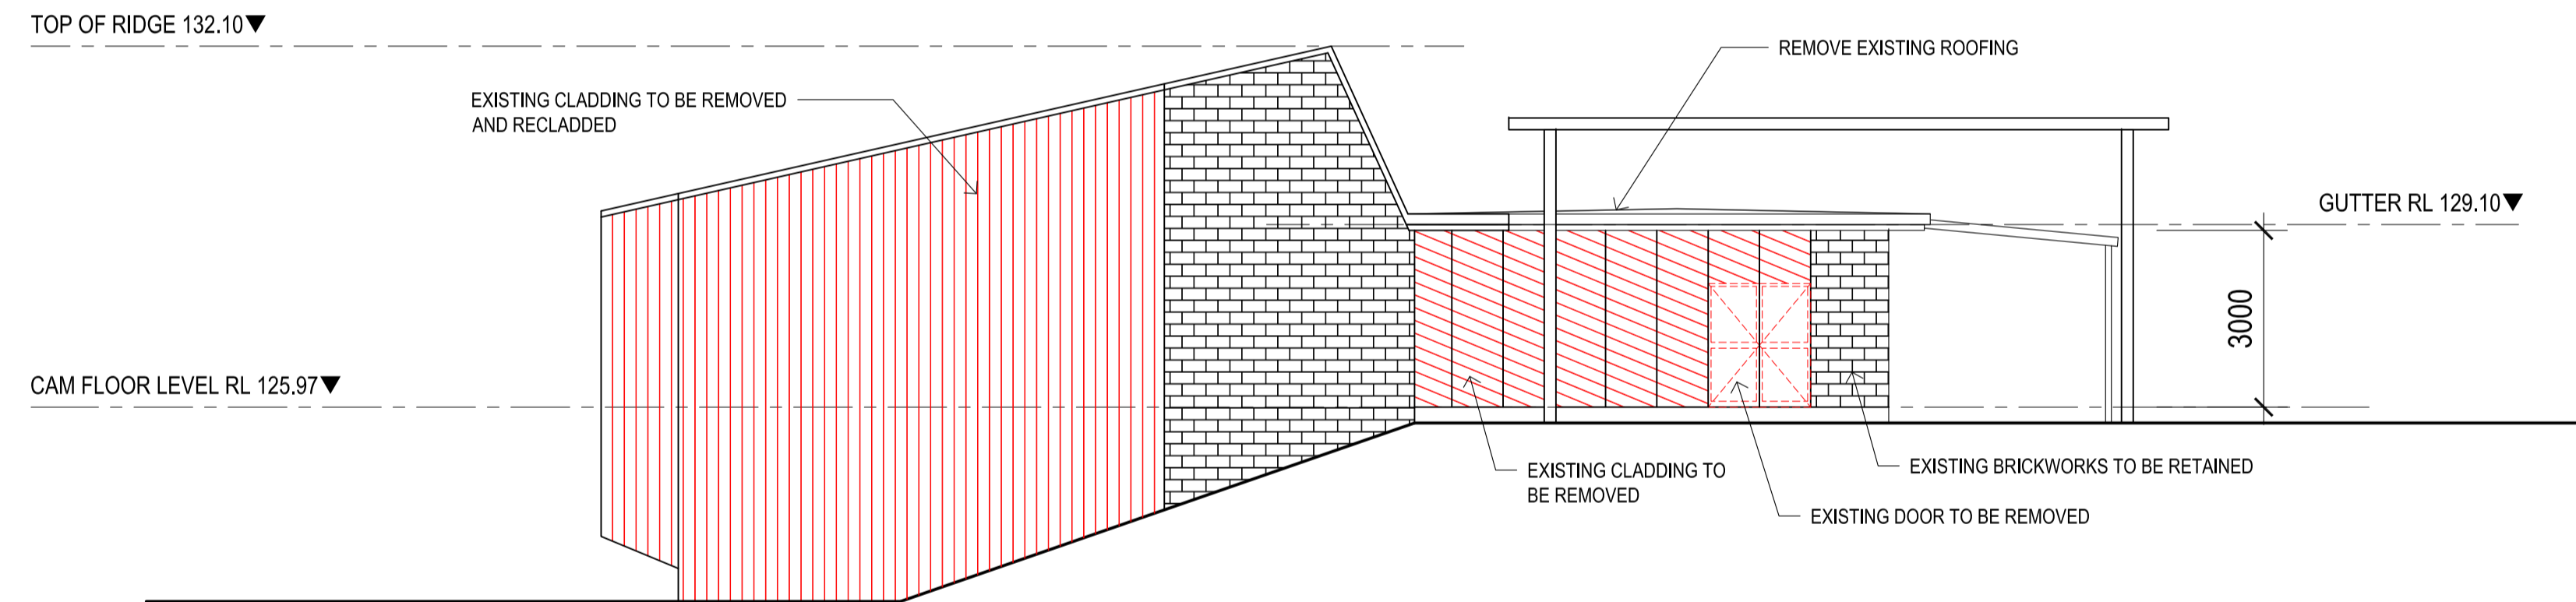 TOP OF RIDGE 132.10
REMOVE EXISTING ROOFING
EXISTING CLADDING TO BE REMOVED
AND RECLADDED
GUTTER RL 129.10
3000
CAM FLOOR LEVEL RL 125.97
EXISTING CLADDING TO
BE REMOVED
EXISTING BRICKWORKS TO BE RETAINED
EXISTING DOOR TO BE REMOVED